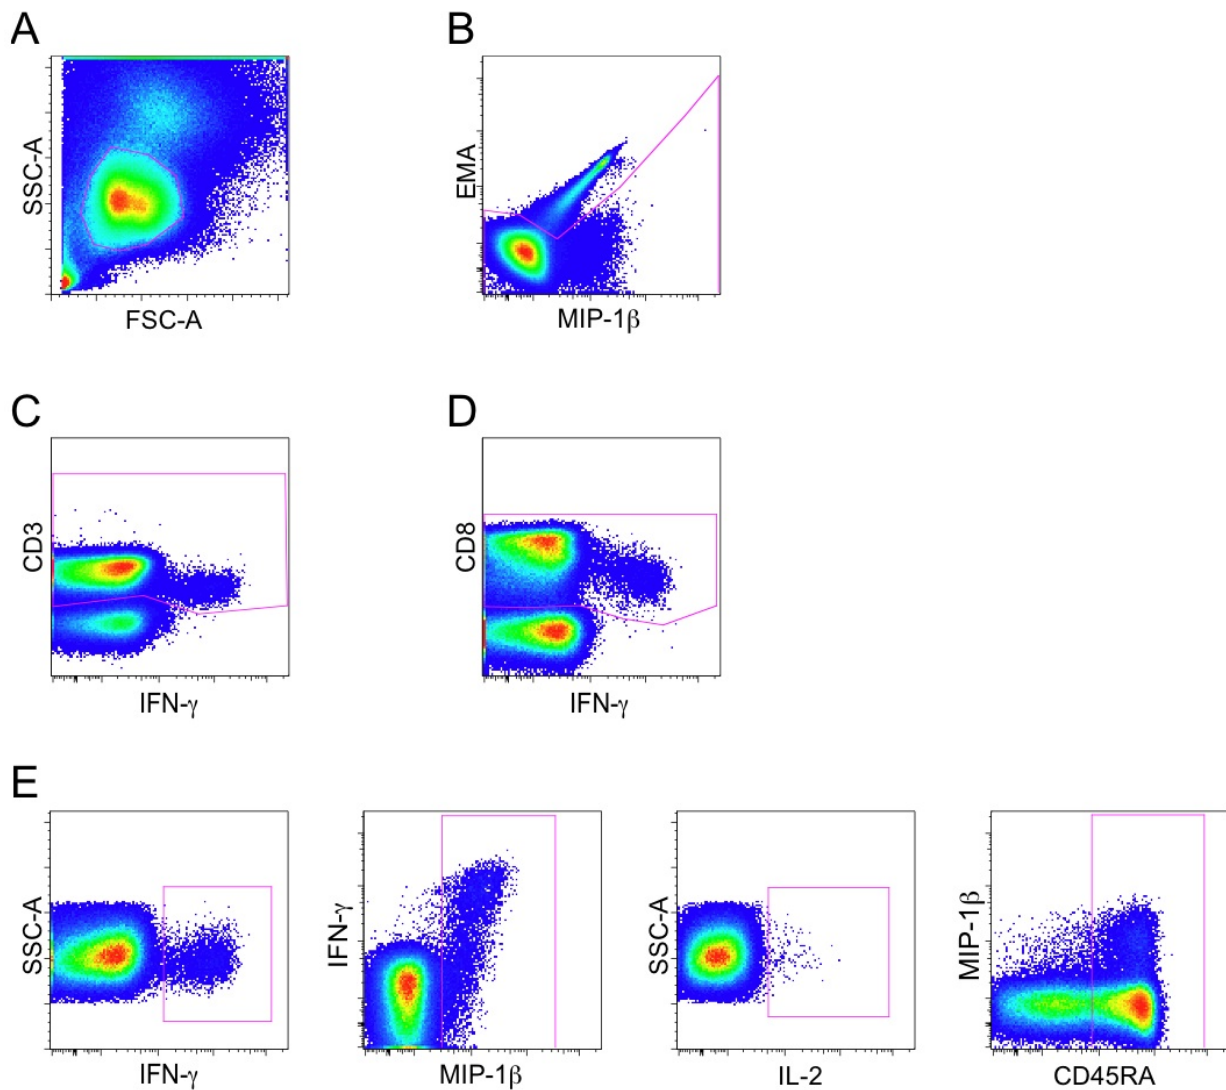 A
B
SSC-A
FSC-A
EMA
MIP-1β
C
D
CD3
IFN-γ
CD8
IFN-γ
E
SSC-A
IFN-γ
IFN-γ
MIP-1β
SSC-A
IL-2
MIP-1β
CD45RA